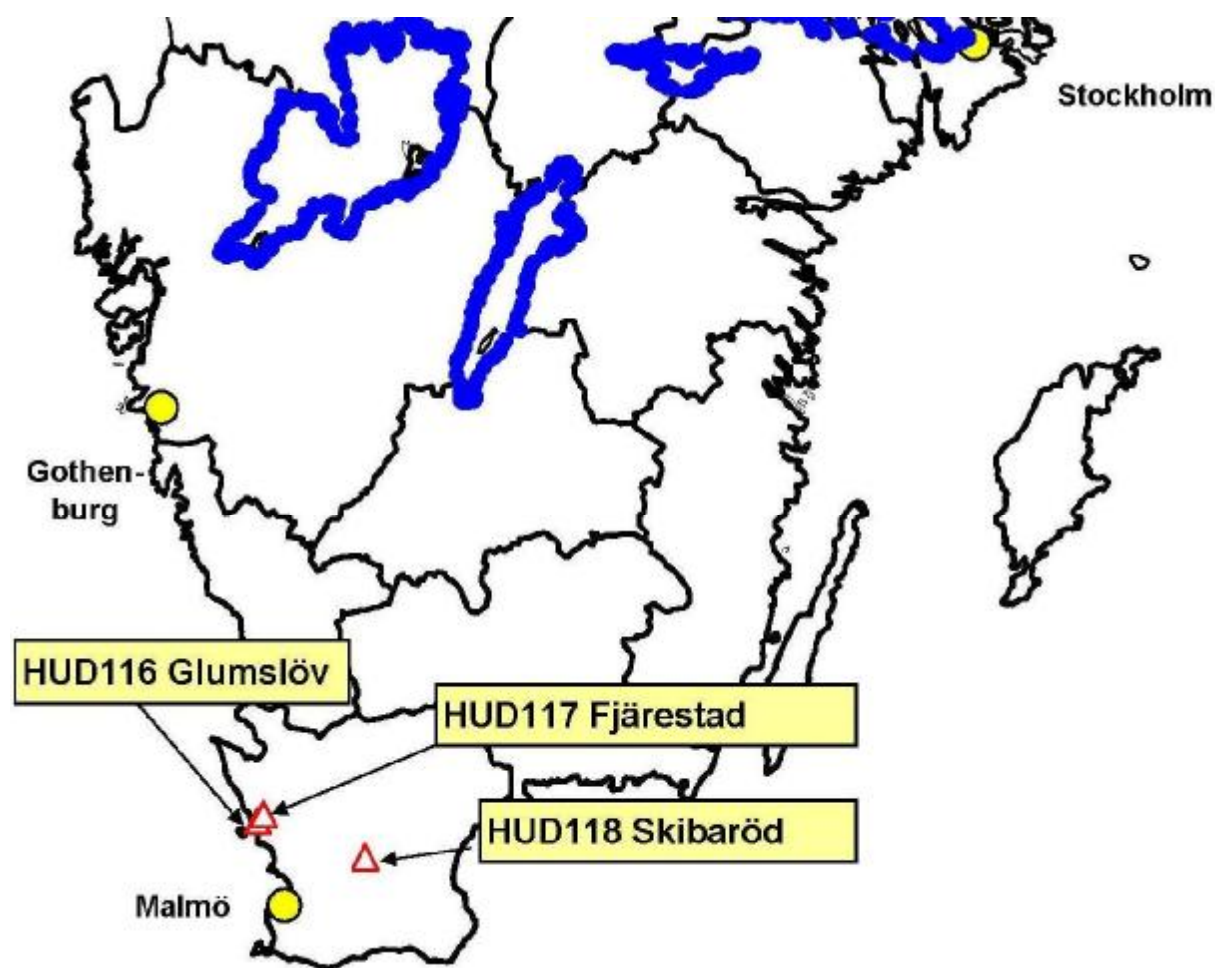 Stockholm
Gothen-
burg
HUD116 Glumslöv
HUD117 Fjärestad
HUD118 Skibaröd
Malmö